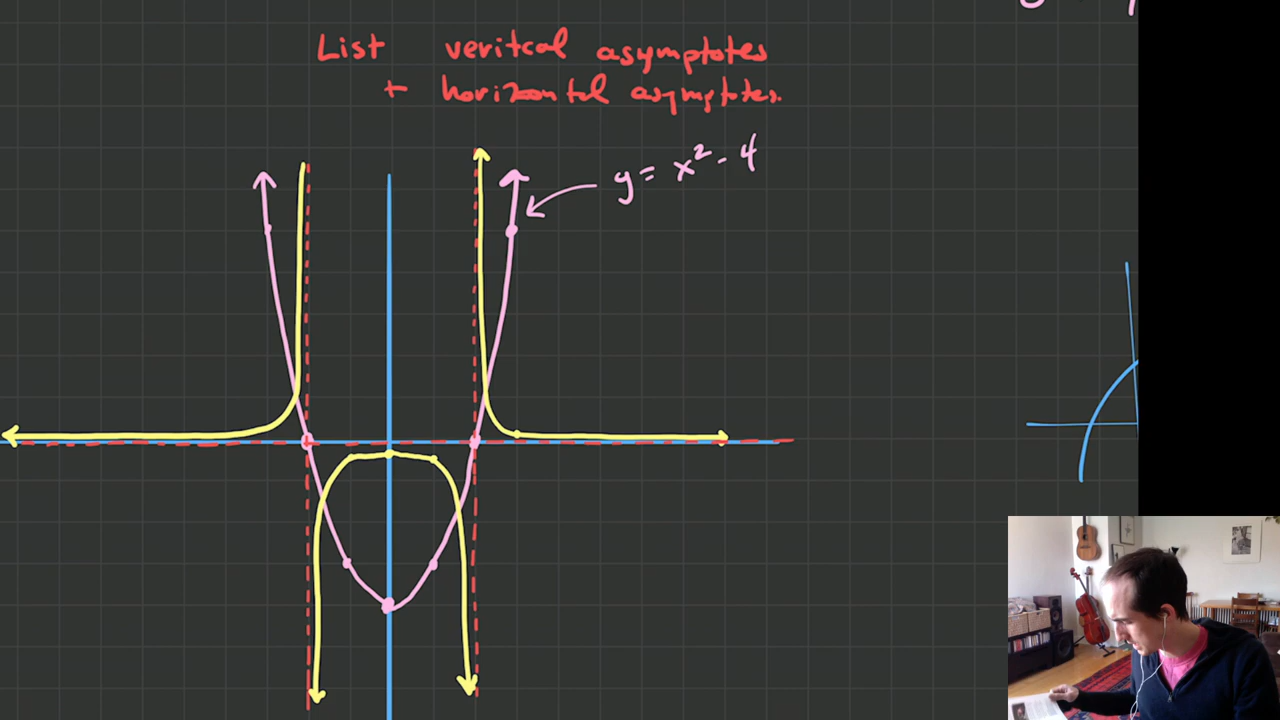 List veritcal asymptotes
+ horizontal asymptotes.
y = x² - 4